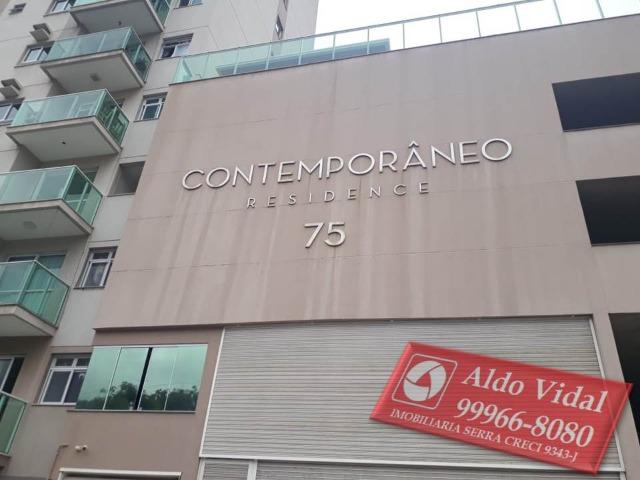 CONTEMPORÂNEO
RESIDENCE
75
Aldo Vidal
99966-8080
IMOBILIARIA SERRA CRECI 9343-J